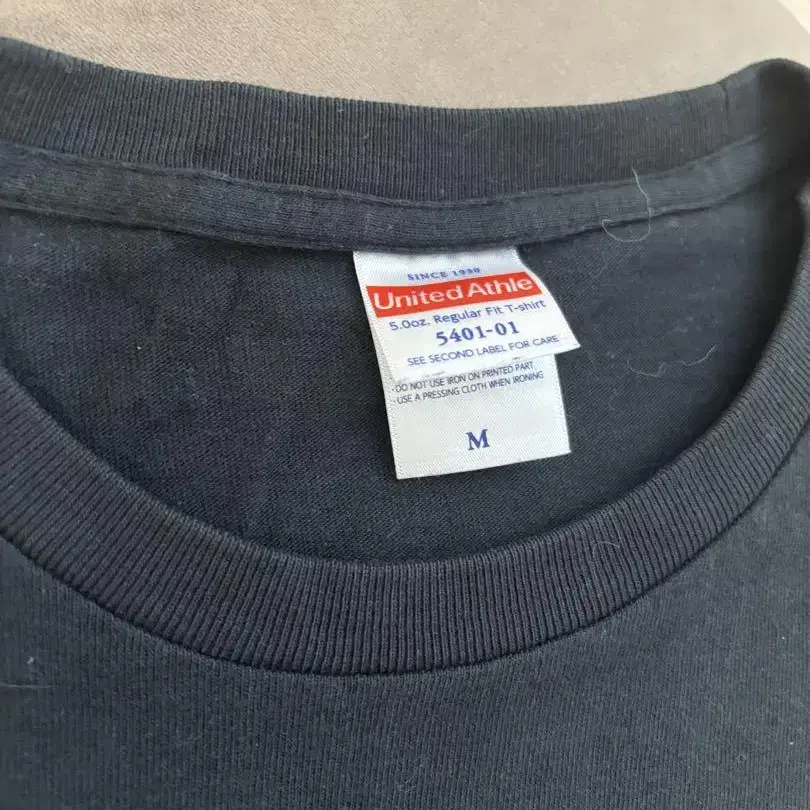 SINCE 1950
United Athle
5.0oz. Regular Fit T-shirt
5401-01
SEE SECOND LABEL FOR CARE
·DO NOT USE IRON ON PRINTED PART
·USE A PRESSING CLOTH WHEN IRONING
M